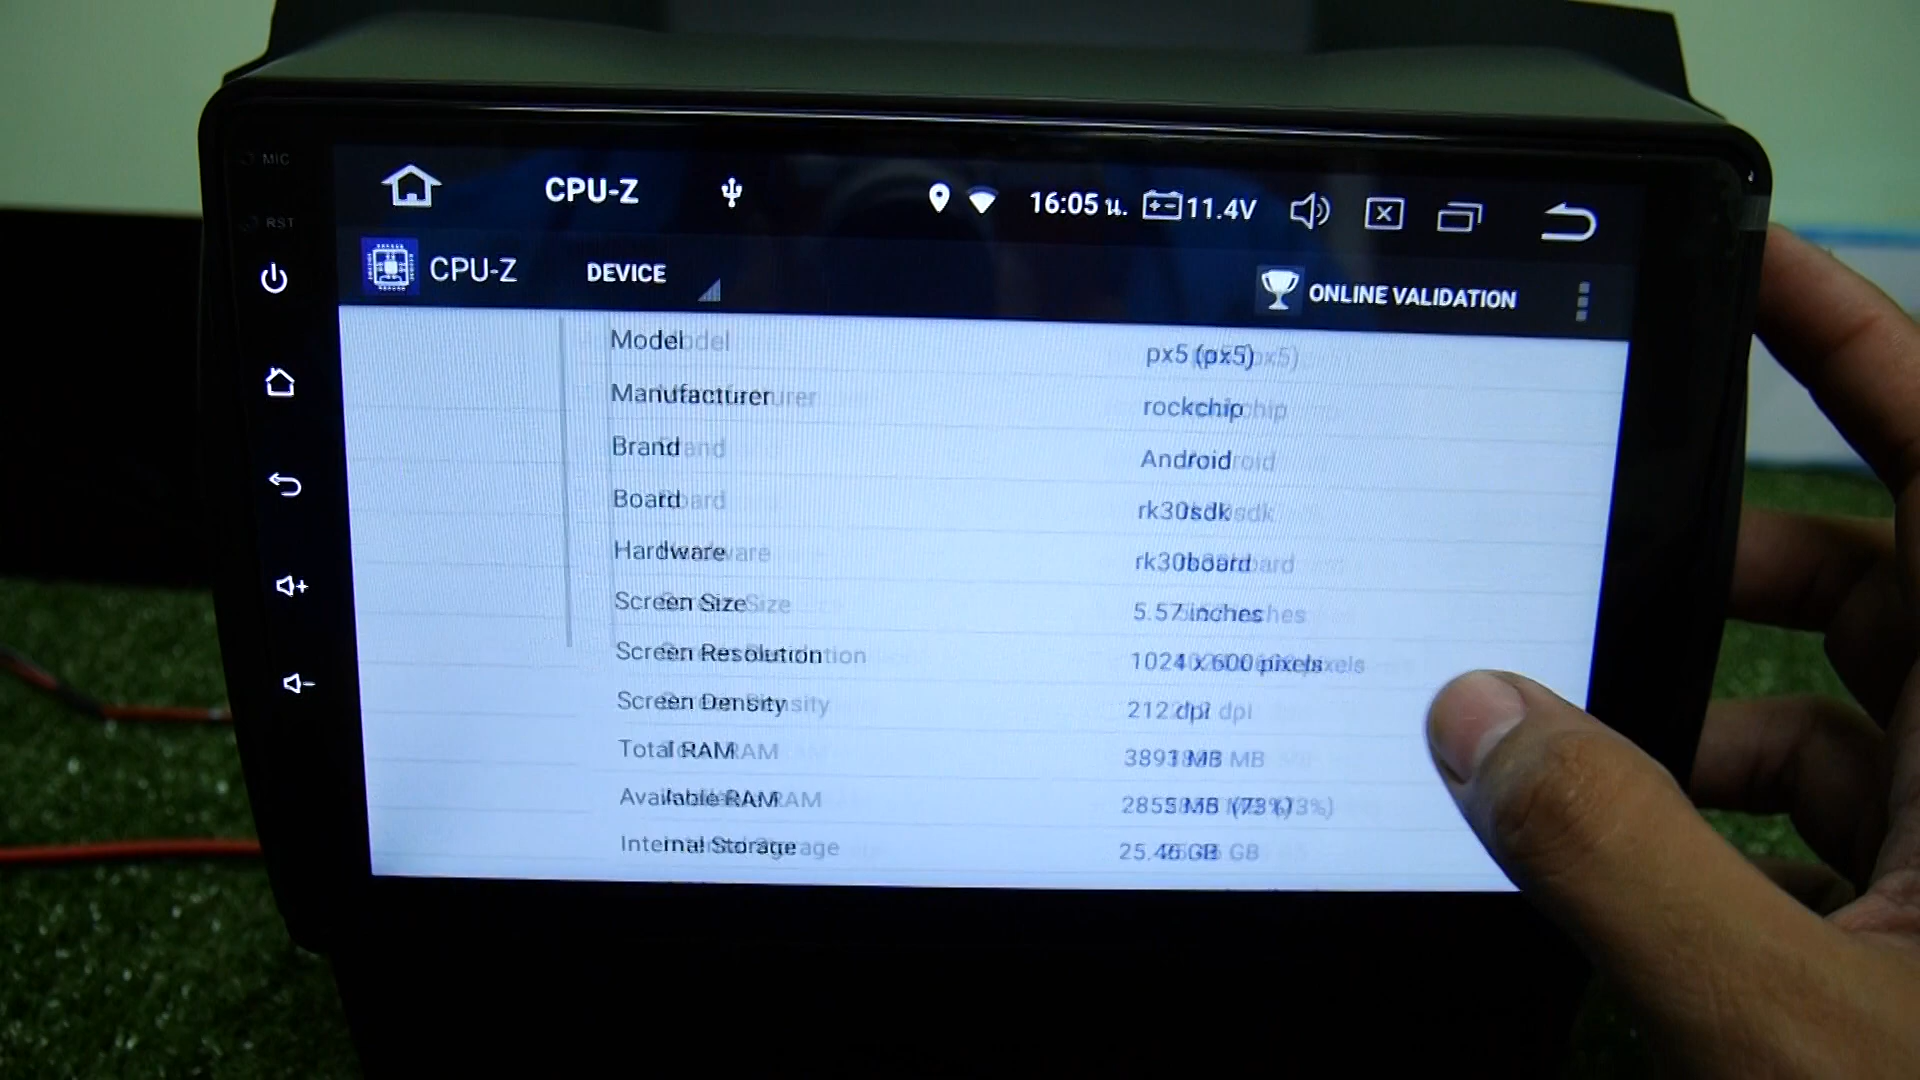 MIC
RST
CPU-Z 16:05 น. 11.4V
CPU-Z DEVICE ONLINE VALIDATION
Model px5 (px5)
Manufacturer rockchip
Brand Android
Board rk30sdk
Hardware rk30board
Screen Size 5.57 inches
Screen Resolution 1024 x 600 pixels
Screen Density 212 dpi
Total RAM 3893 MB
Available RAM 2855 MB (73%)
Internal Storage 25.46 GB